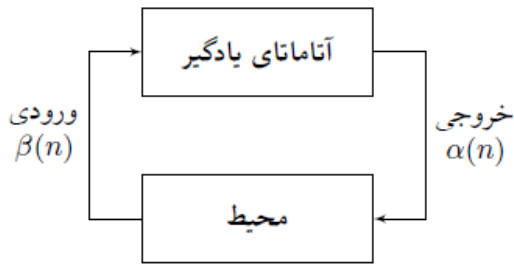 آتاماتای یادگیر
خروجی
α(n)
ورودی
β(n)
محیط